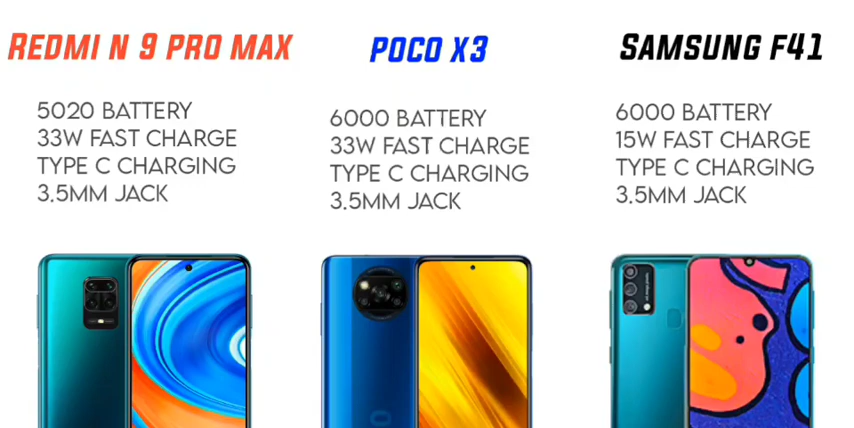 REDMI N 9 PRO MAX
5020 BATTERY
33W FAST CHARGE
TYPE C CHARGING
3.5MM JACK
POCO X3
6000 BATTERY
33W FAST CHARGE
TYPE C CHARGING
3.5MM JACK
SAMSUNG F41
6000 BATTERY
15W FAST CHARGE
TYPE C CHARGING
3.5MM JACK